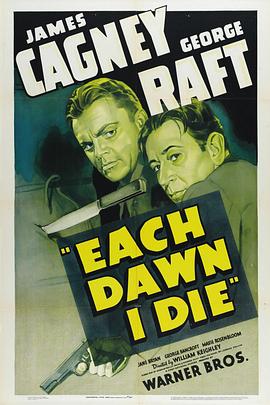 JAMES
CAGNEY
GEORGE
RAFT
"EACH
DAWN
I DIE"
JANE BRYAN GEORGE BANCROFT MAXIE ROSENBLOOM
Directed by WILLIAM KEIGHLEY
WARNER BROS.